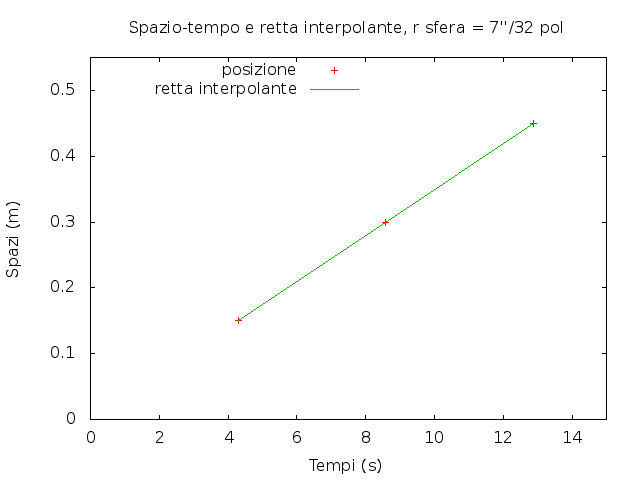 Spazio-tempo e retta interpolante, r sfera = 7"/32 pol
posizione
retta interpolante
0.5
0.4
0.3
0.2
0.1
0
Spazi (m)
0 2 4 6 8 10 12 14
Tempi (s)